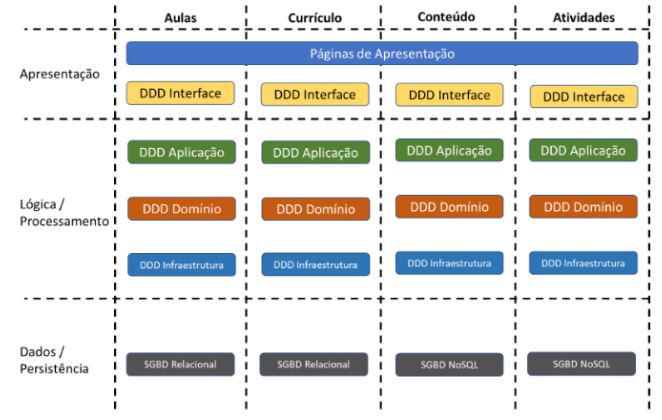 Aulas Currículo Conteúdo Atividades
Páginas de Apresentação
Apresentação
DDD Interface DDD Interface DDD Interface DDD Interface
DDD Aplicação DDD Aplicação DDD Aplicação DDD Aplicação
Lógica /
Processamento
DDD Domínio DDD Domínio DDD Domínio DDD Domínio
DDD Infraestrutura DDD Infraestrutura DDD Infraestrutura DDD Infraestrutura
Dados /
Persistência
SGBD Relacional SGBD Relacional SGBD NoSQL SGBD NoSQL